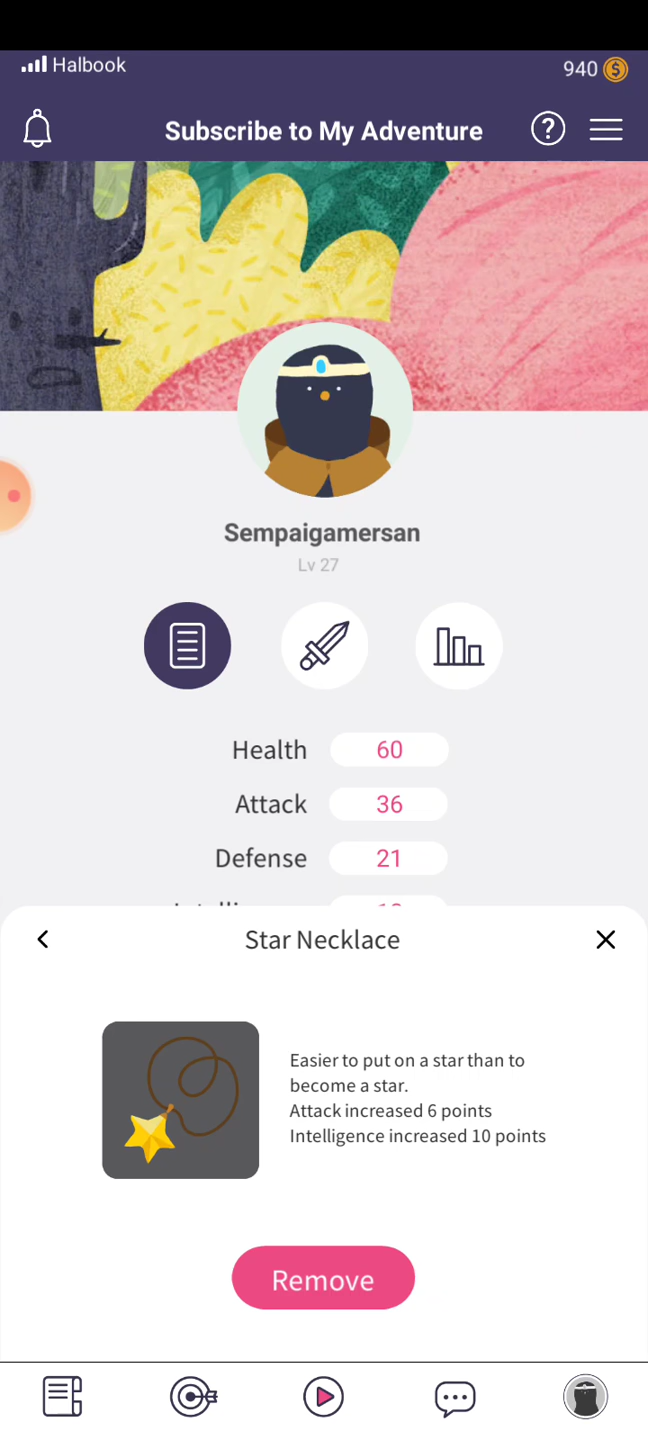 Halbook
940
Subscribe to My Adventure
Sempaigamersan
Lv 27
Health 60
Attack 36
Defense 21
Star Necklace
Easier to put on a star than to
become a star.
Attack increased 6 points
Intelligence increased 10 points
Remove